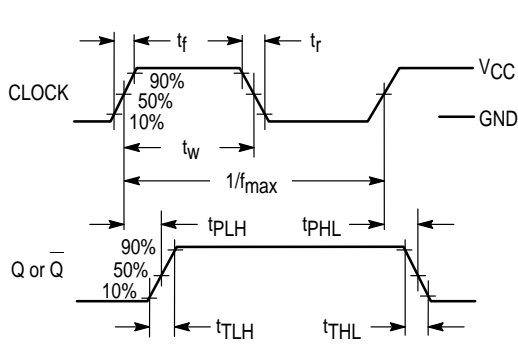 tf
tr
VCC
CLOCK
90%
50%
10%
GND
tw
1/fmax
tPLH
tPHL
Q or Q̅
90%
50%
10%
tTLH
tTHL